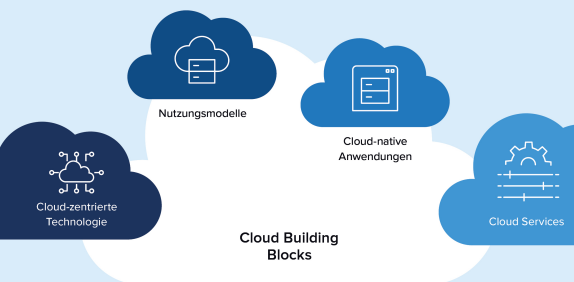 Nutzungsmodelle
Cloud-native
Anwendungen
Cloud-zentrierte
Technologie
Cloud Services
Cloud Building
Blocks